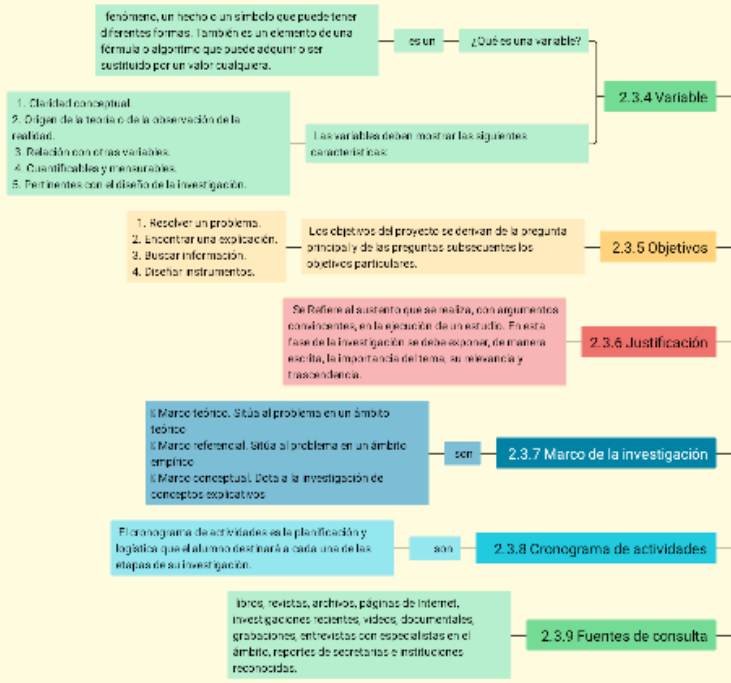 fenómeno, un hecho o un símbolo que puede tener
diferentes formas. También es un elemento de una
fórmula o algoritmo que puede adquirir o ser
sustituido por un valor cualquiera.
es un
¿Qué es una variable?
2.3.4 Variable
1. Claridad conceptual.
2. Origen de la teoría o de la observación de la
realidad.
3. Relación con otras variables.
4. Cuantificables y mensurables.
5. Pertinentes con el diseño de la investigación.
Las variables deben mostrar las siguientes
características:
1. Resolver un problema.
2. Encontrar una explicación.
3. Buscar información.
4. Diseñar instrumentos.
Los objetivos del proyecto se derivan de la pregunta
principal y de las preguntas subsecuentes los
objetivos particulares.
2.3.5 Objetivos
Se Refiere al sustento que se realiza, con argumentos
convincentes, en la ejecución de un estudio. En esta
fase de la investigación se debe exponer, de manera
escrita, la importancia del tema, su relevancia y
trascendencia.
2.3.6 Justificación
Marco teórico. Sitúa al problema en un ámbito
teórico
Marco referencial. Sitúa al problema en un ámbito
empírico
Marco conceptual. Dota a la investigación de
conceptos explicativos
son
2.3.7 Marco de la investigación
El cronograma de actividades es la planificación y
logística que el alumno destinará a cada una de las
etapas de su investigación.
son
2.3.8 Cronograma de actividades
libros, revistas, archivos, páginas de Internet,
investigaciones recientes, videos, documentales,
grabaciones, entrevistas con especialistas en el
ámbito, reportes de secretarias e instituciones
reconocidas.
2.3.9 Fuentes de consulta